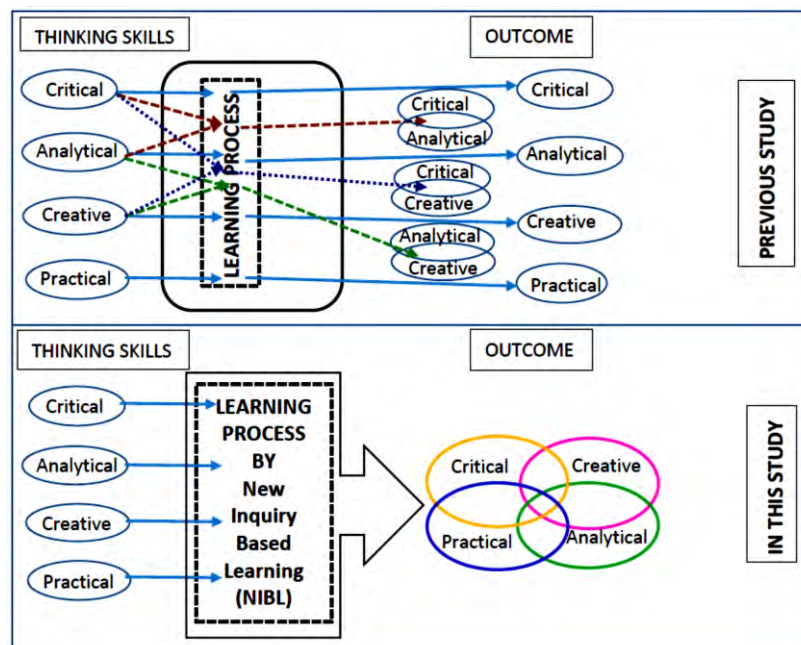 THINKING SKILLS
OUTCOME
Critical
Analytical
Creative
Practical
LEARNING PROCESS
Critical
Analytical
Critical
Creative
Analytical
Creative
Critical
Analytical
Creative
Practical
PREVIOUS STUDY
THINKING SKILLS
OUTCOME
Critical
Analytical
Creative
Practical
LEARNING
PROCESS
BY
New
Inquiry
Based
Learning
(NIBL)
Critical
Creative
Practical
Analytical
IN THIS STUDY